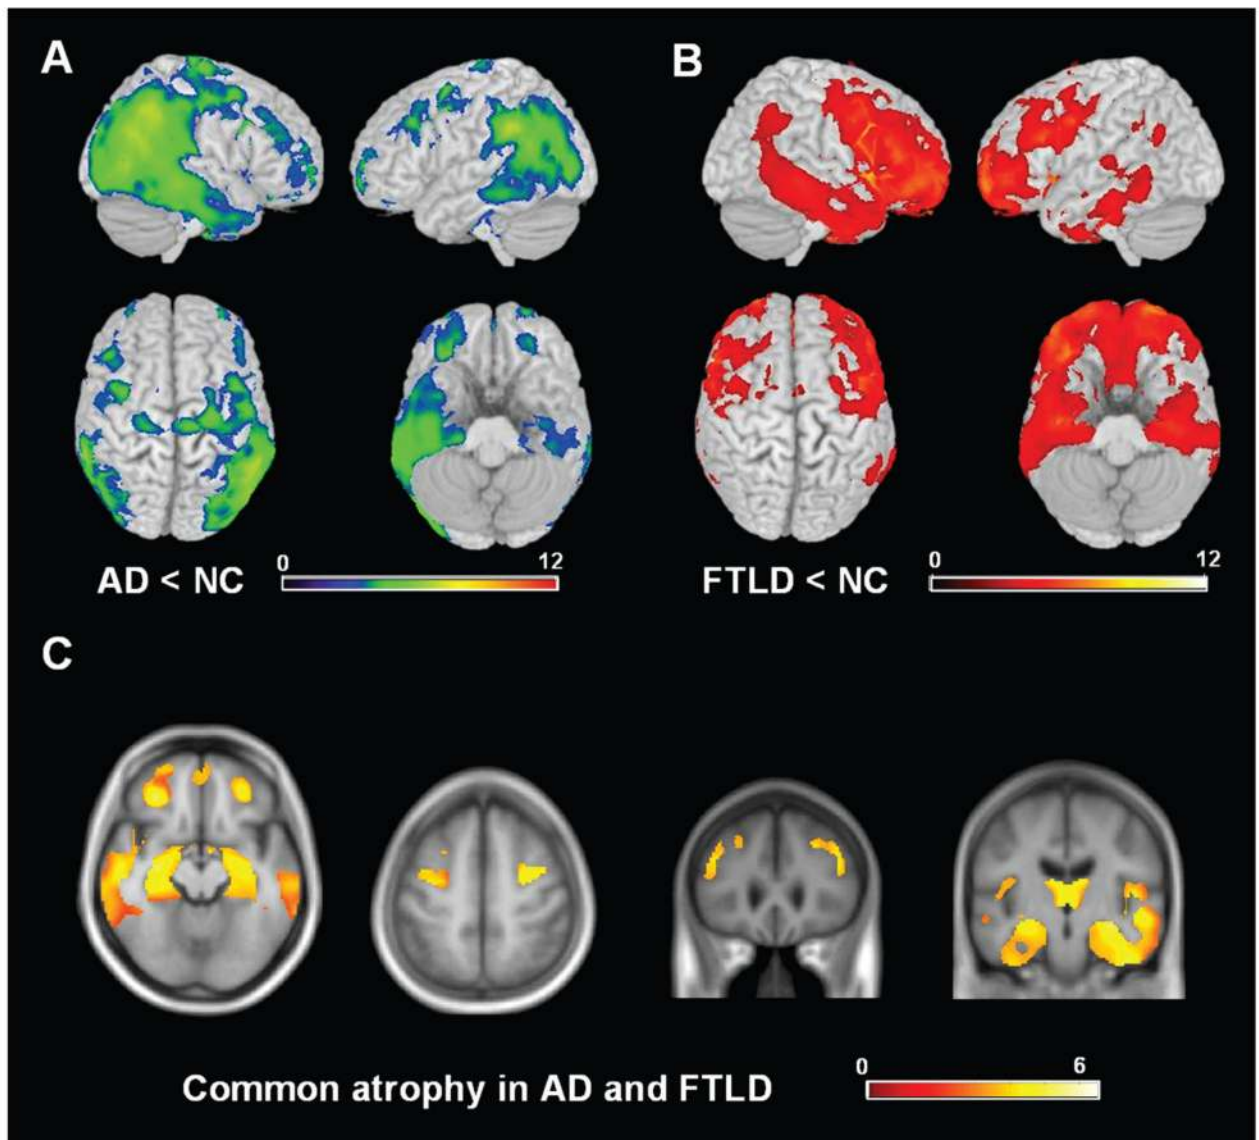 A
B
0 12
AD < NC
0 12
FTLD < NC
C
Common atrophy in AD and FTLD
0 6